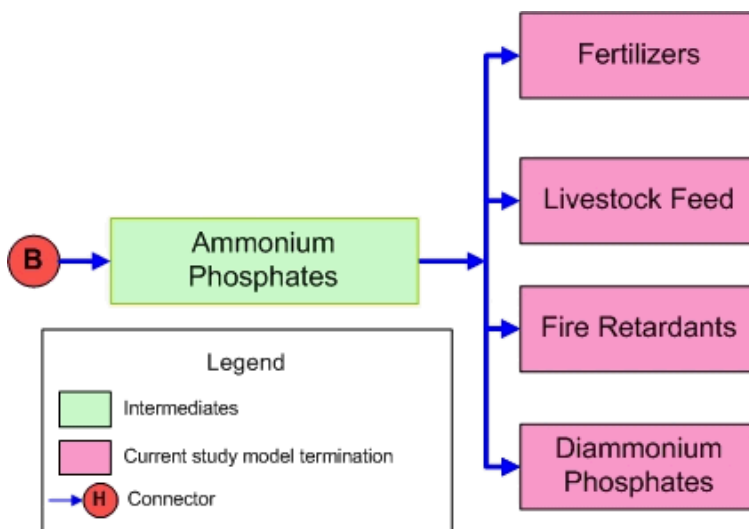 Fertilizers
Livestock Feed
B
Ammonium
Phosphates
Fire Retardants
Diammonium
Phosphates
Legend
Intermediates
Current study model termination
H
Connector